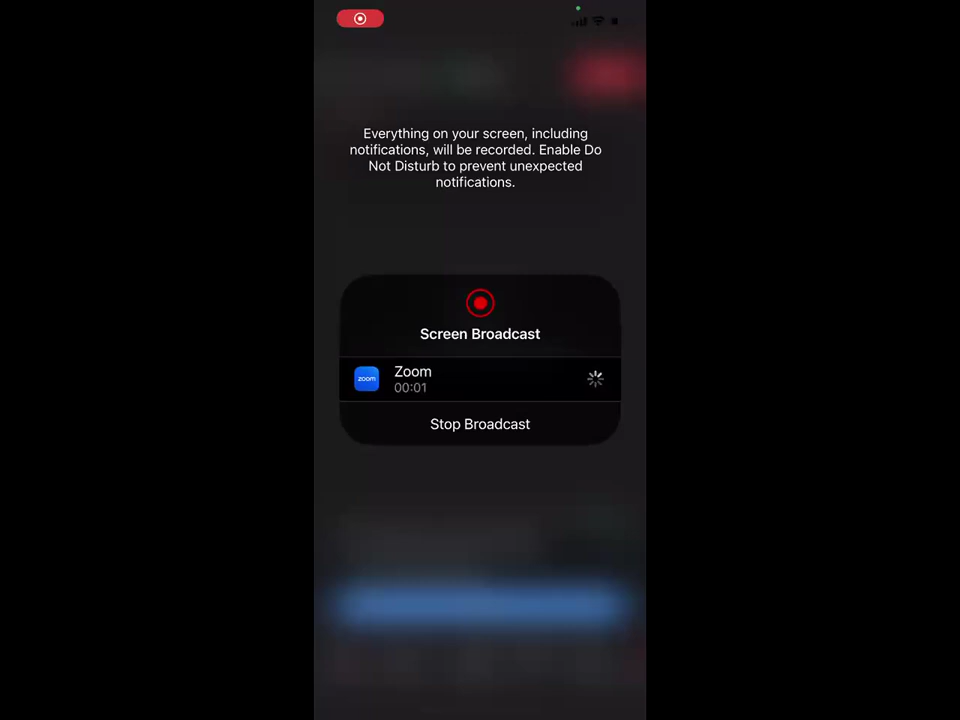 Everything on your screen, including
notifications, will be recorded. Enable Do
Not Disturb to prevent unexpected
notifications.
Screen Broadcast
zoom
Zoom
00:01
Stop Broadcast